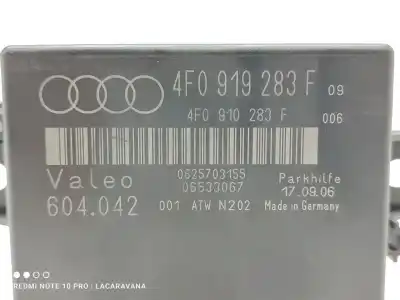 4F0 919 283 F 09
4F0 910 283 F 006
0625703155
Valeo 06533067 Parkhilfe
604.042 001 ATW N202 17.09.06
Made in Germany
REDMI NOTE 10 PRO | LACARAVANA